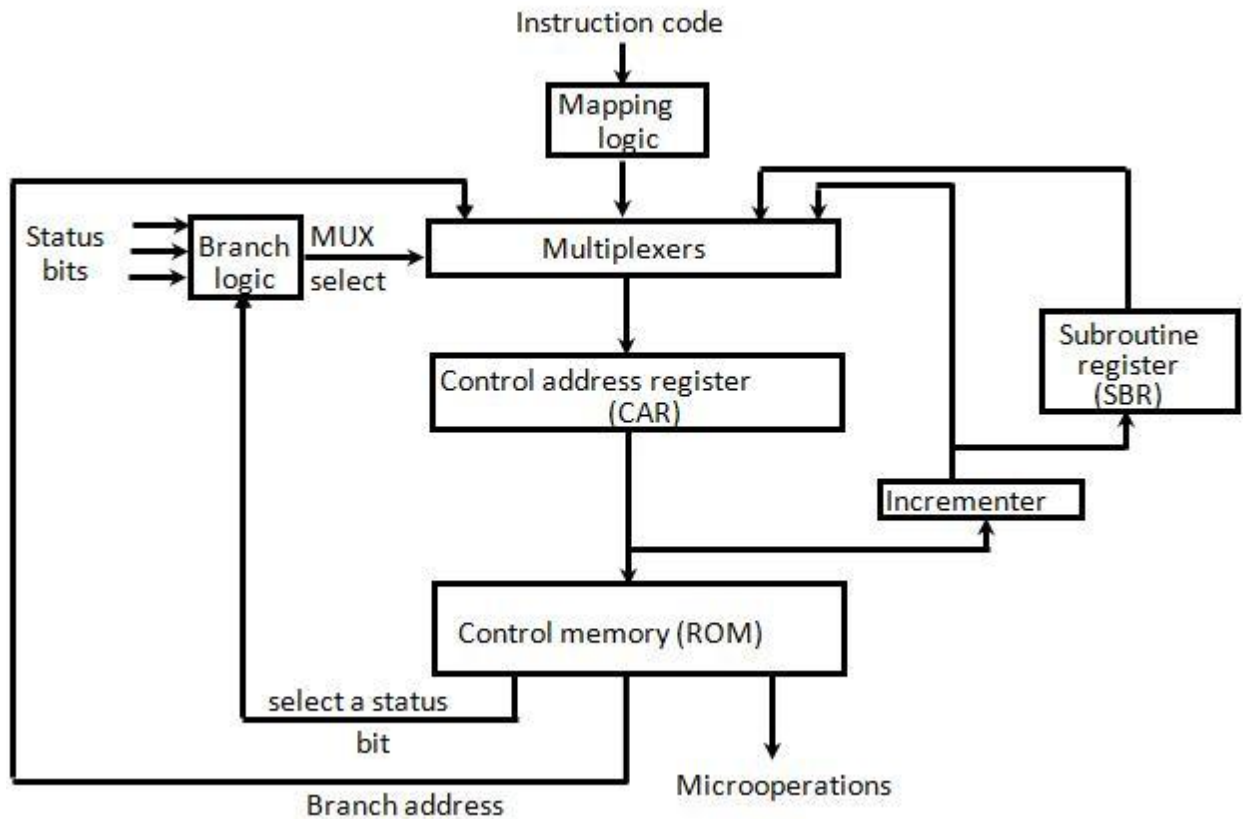 Instruction code
Mapping
logic
Status
bits
Branch
logic
MUX
select
Multiplexers
Control address register
(CAR)
Subroutine
register
(SBR)
Incrementer
Control memory (ROM)
select a status
bit
Branch address
Microoperations